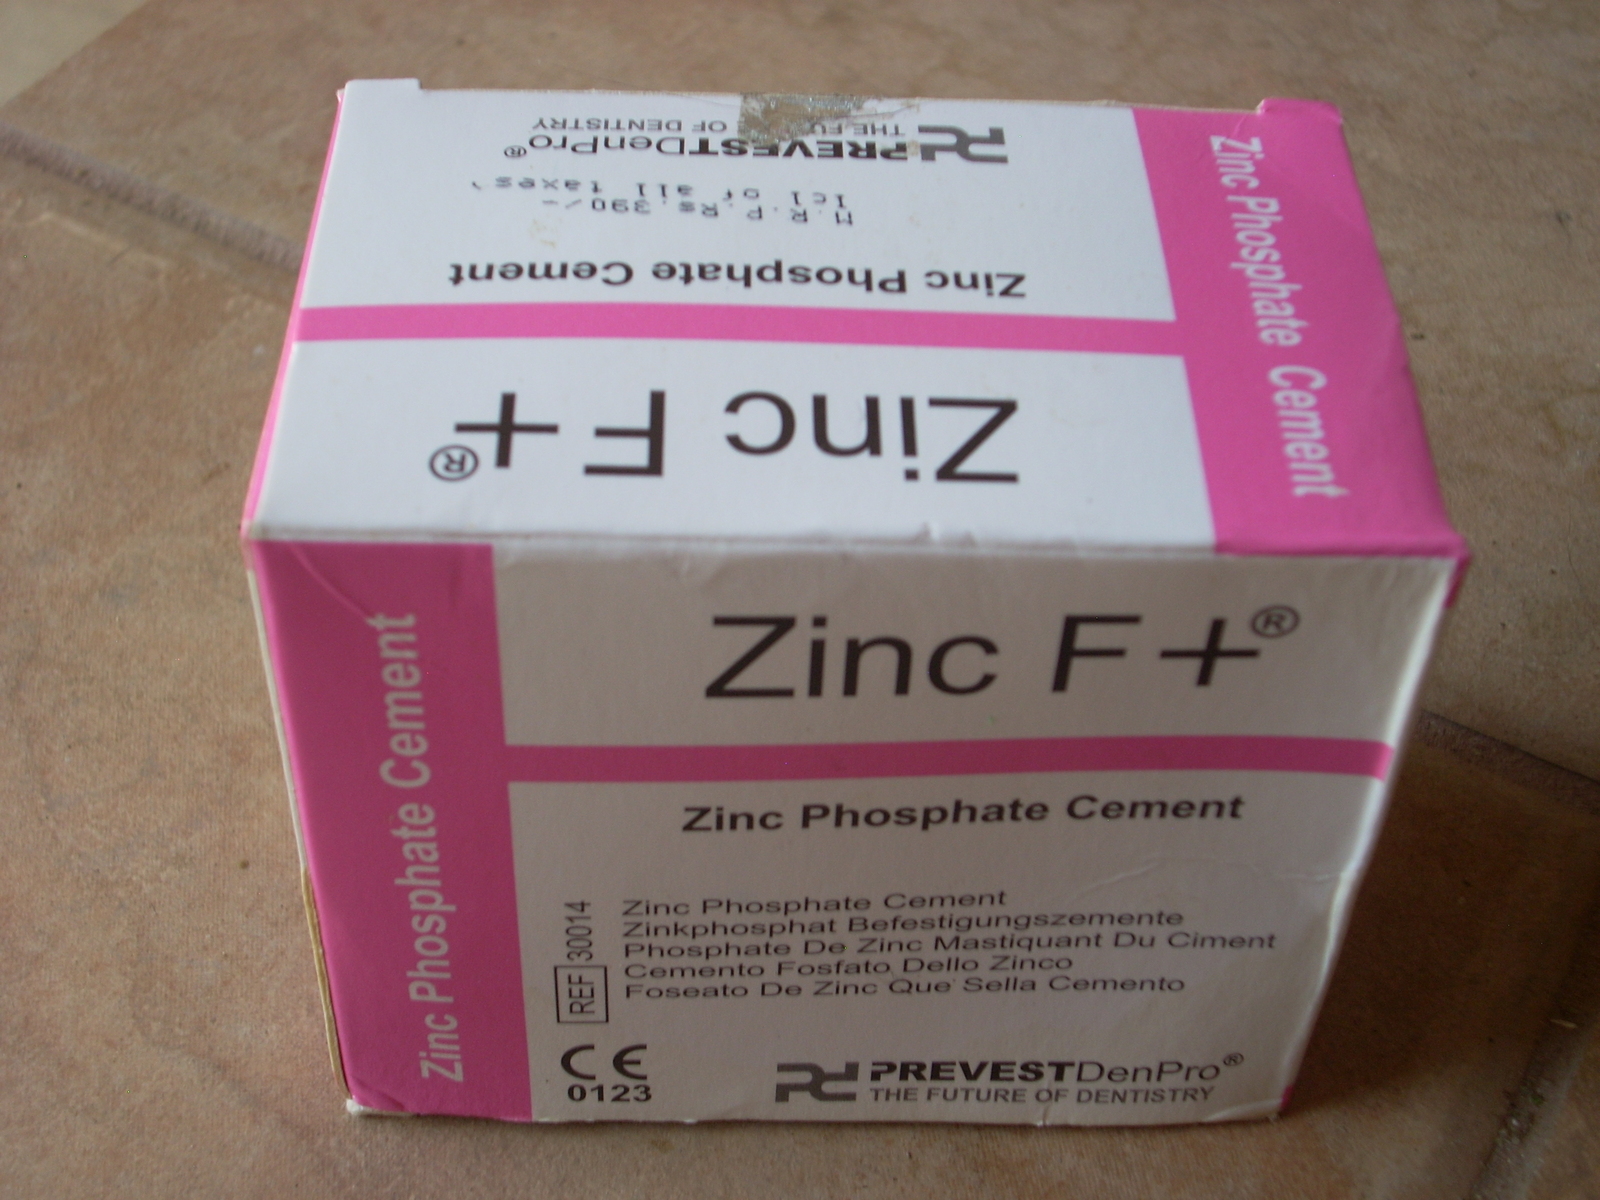 PREVESTDenPro®
THE FUTURE OF DENTISTRY
M.R.P.Rs.390/-
Icl of all taxes
Zinc Phosphate Cement
Zinc F+®
Zinc Phosphate Cement
Zinc Phosphate Cement
Zinc F+®
Zinc Phosphate Cement
REF 30014
Zinc Phosphate Cement
Zinkphosphat Befestigungszemente
Phosphate De Zinc Mastiquant Du Ciment
Cemento Fosfato Dello Zinco
Foseato De Zinc Que Sella Cemento
CE
0123
PREVESTDenPro®
THE FUTURE OF DENTISTRY